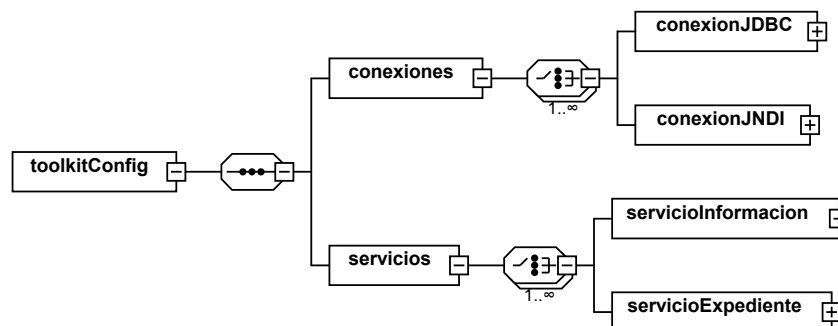 conexionJDBC
conexiones
1..∞
conexionJNDI
toolkitConfig
servicioInformacion
servicios
1..∞
servicioExpediente